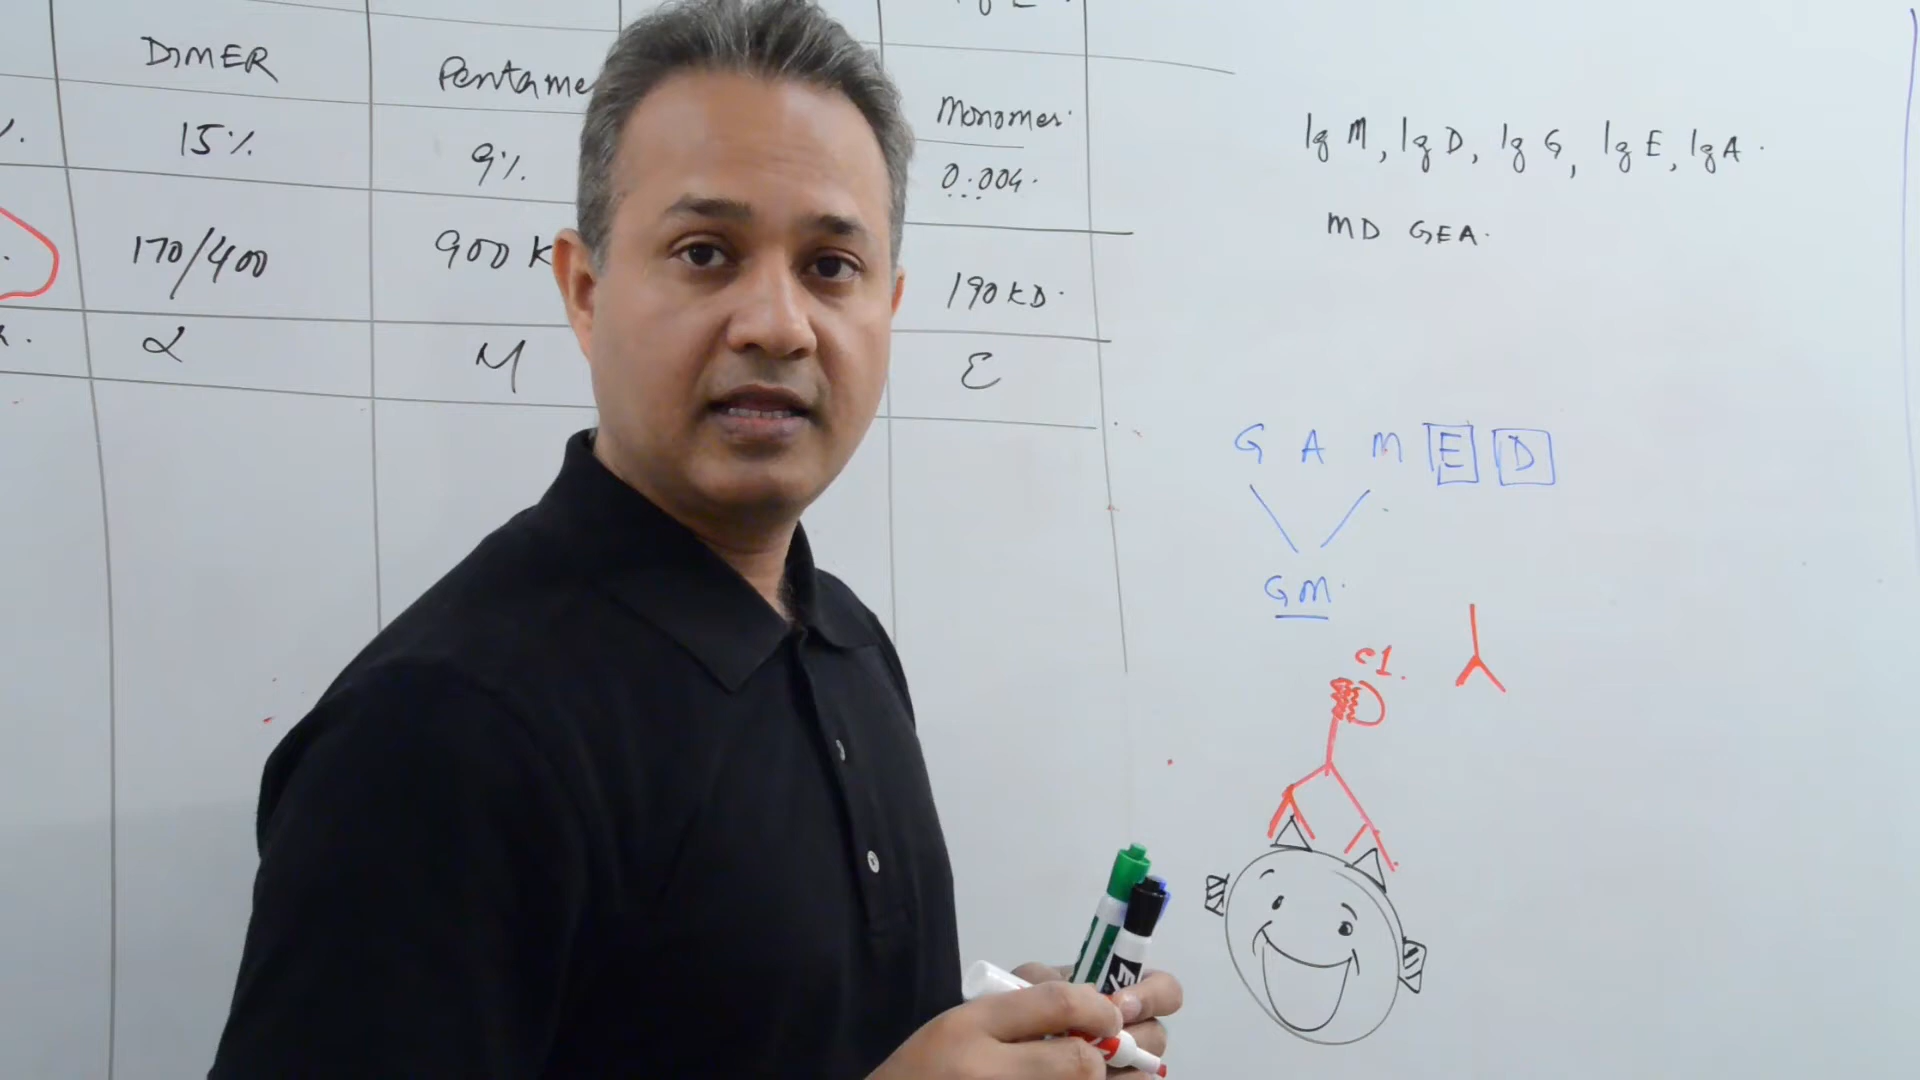 DIMER Pentame Monomer.
%. 15% 9% 0.004.
170/400 900 K 190 KD.
α M ε
Ig M, Ig D, Ig G, Ig E, Ig A.
MD GEA.
G A M E D
GM.
C1.